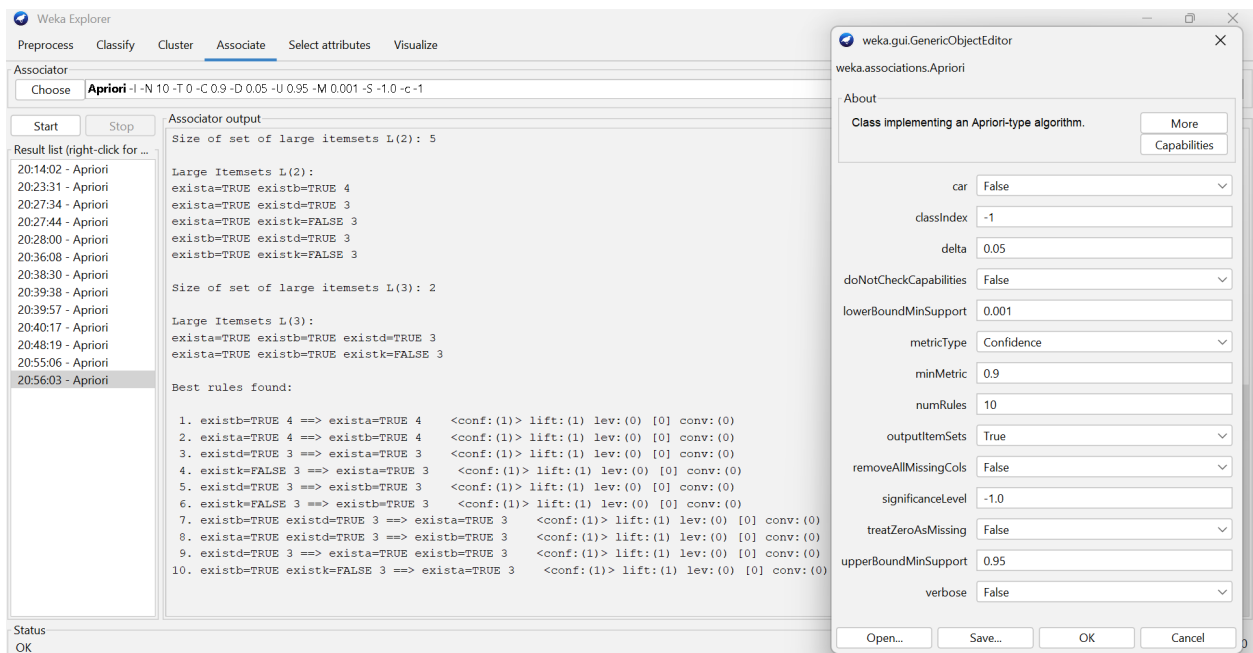 Weka Explorer
Preprocess Classify Cluster Associate Select attributes Visualize
Associator
Choose Apriori -I -N 10 -T 0 -C 0.9 -D 0.05 -U 0.95 -M 0.001 -S -1.0 -c -1
Start Stop
Result list (right-click for ...
20:14:02 - Apriori
20:23:31 - Apriori
20:27:34 - Apriori
20:27:44 - Apriori
20:28:00 - Apriori
20:36:08 - Apriori
20:38:30 - Apriori
20:39:38 - Apriori
20:39:57 - Apriori
20:40:17 - Apriori
20:48:19 - Apriori
20:55:06 - Apriori
20:56:03 - Apriori
Associator output
Size of set of large itemsets L(2): 5
Large Itemsets L(2):
exista=TRUE existb=TRUE 4
exista=TRUE existd=TRUE 3
exista=TRUE existk=FALSE 3
existb=TRUE existd=TRUE 3
existb=TRUE existk=FALSE 3
Size of set of large itemsets L(3): 2
Large Itemsets L(3):
exista=TRUE existb=TRUE existd=TRUE 3
exista=TRUE existb=TRUE existk=FALSE 3
Best rules found:
1. existb=TRUE 4 ==> exista=TRUE 4 <conf:(1)> lift:(1) lev:(0) [0] conv:(0)
2. exista=TRUE 4 ==> existb=TRUE 4 <conf:(1)> lift:(1) lev:(0) [0] conv:(0)
3. existd=TRUE 3 ==> exista=TRUE 3 <conf:(1)> lift:(1) lev:(0) [0] conv:(0)
4. existk=FALSE 3 ==> exista=TRUE 3 <conf:(1)> lift:(1) lev:(0) [0] conv:(0)
5. existd=TRUE 3 ==> existb=TRUE 3 <conf:(1)> lift:(1) lev:(0) [0] conv:(0)
6. existk=FALSE 3 ==> existb=TRUE 3 <conf:(1)> lift:(1) lev:(0) [0] conv:(0)
7. existb=TRUE existd=TRUE 3 ==> exista=TRUE 3 <conf:(1)> lift:(1) lev:(0) [0] conv:(0)
8. exista=TRUE existd=TRUE 3 ==> existb=TRUE 3 <conf:(1)> lift:(1) lev:(0) [0] conv:(0)
9. existd=TRUE 3 ==> exista=TRUE existb=TRUE 3 <conf:(1)> lift:(1) lev:(0) [0] conv:(0)
10. existb=TRUE existk=FALSE 3 ==> exista=TRUE 3 <conf:(1)> lift:(1) lev:(0) [0] conv:(0)
Status
OK
weka.gui.GenericObjectEditor
weka.associations.Apriori
About
Class implementing an Apriori-type algorithm.
More
Capabilities
car False
classIndex -1
delta 0.05
doNotCheckCapabilities False
lowerBoundMinSupport 0.001
metricType Confidence
minMetric 0.9
numRules 10
outputItemSets True
removeAllMissingCols False
significanceLevel -1.0
treatZeroAsMissing False
upperBoundMinSupport 0.95
verbose False
Open... Save... OK Cancel